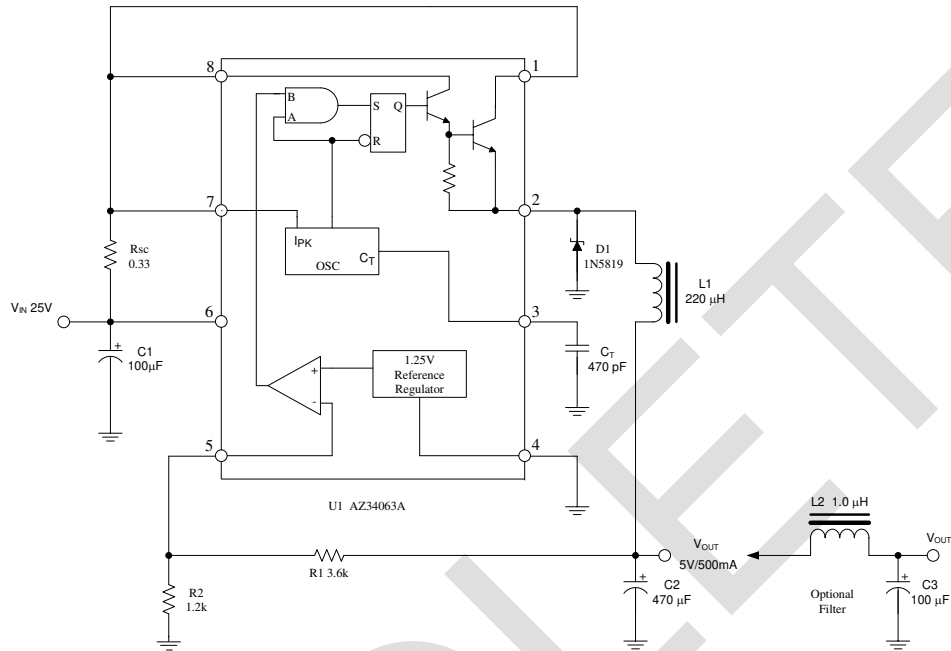 8
1
B
A
S
Q
R
7
2
IPK
CT
OSC
Rsc
0.33
D1
1N5819
L1
220 μH
VIN 25V
6
3
C1
100μF
+
CT
470 pF
1.25V
Reference
Regulator
+
-
5
4
U1 AZ34063A
L2 1.0 μH
VOUT
5V/500mA
VOUT
R1 3.6k
R2
1.2k
+
C2
470 μF
Optional
Filter
+
C3
100 μF